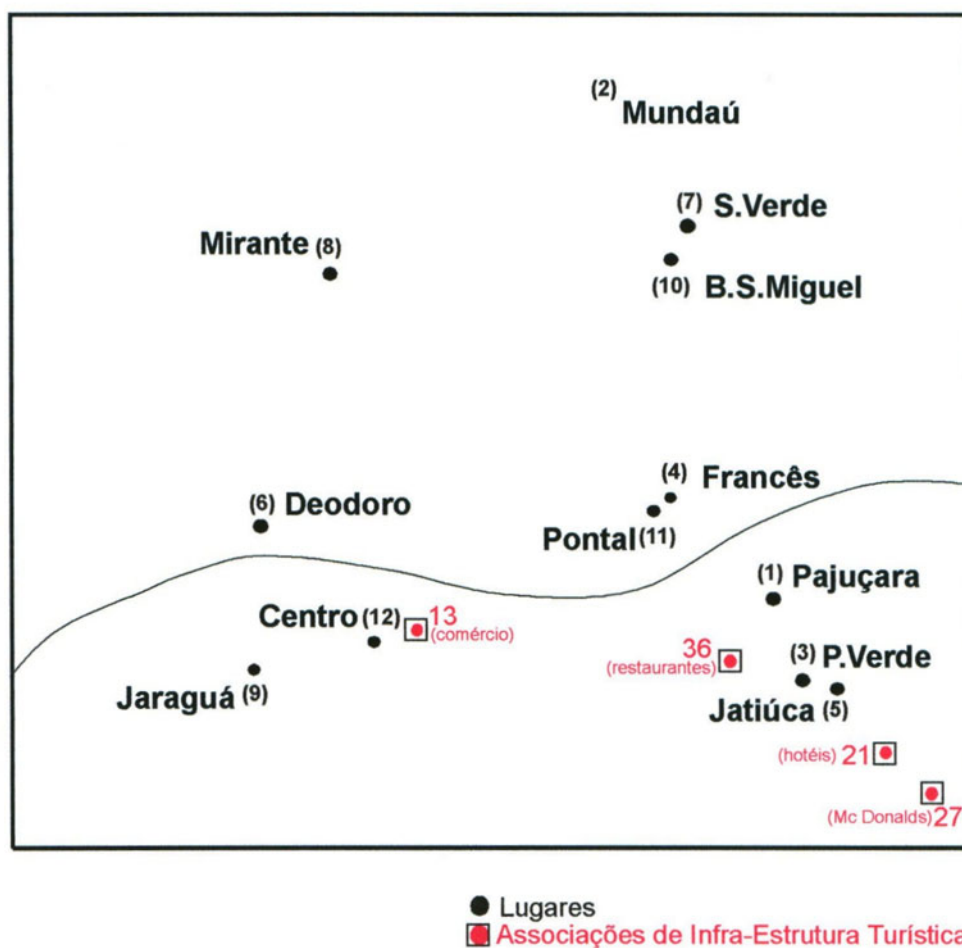 (2) Mundaú
(7) S.Verde
Mirante (8)
(10) B.S.Miguel
(4) Francês
(6) Deodoro
Pontal (11)
(1) Pajuçara
Centro (12)
13
(comércio)
36
(restaurantes)
(3) P.Verde
Jaraguá (9)
Jatiúca (5)
(hotéis) 21
(Mc Donalds) 27
Lugares
Associações de Infra-Estrutura Turística